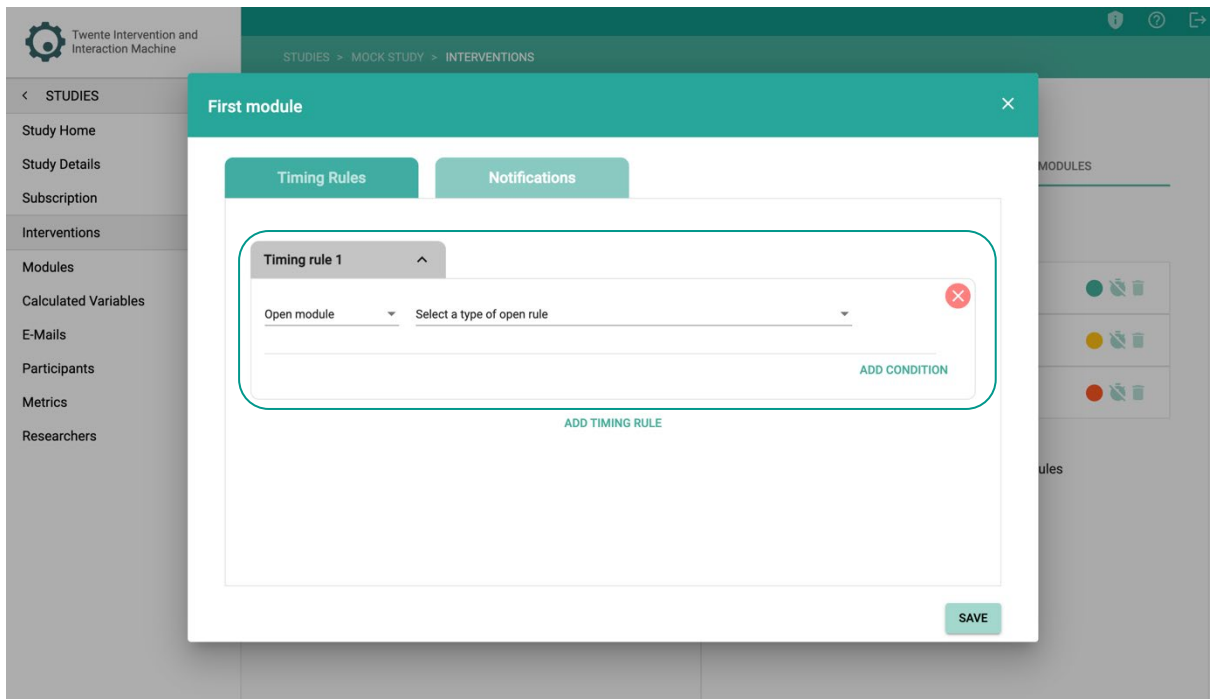 Twente Intervention and
Interaction Machine
STUDIES > MOCK STUDY > INTERVENTIONS
< STUDIES
Study Home
Study Details
Subscription
Interventions
Modules
Calculated Variables
E-Mails
Participants
Metrics
Researchers
First module
Timing Rules
Notifications
Timing rule 1
Open module
Select a type of open rule
ADD CONDITION
ADD TIMING RULE
SAVE
MODULES
ules